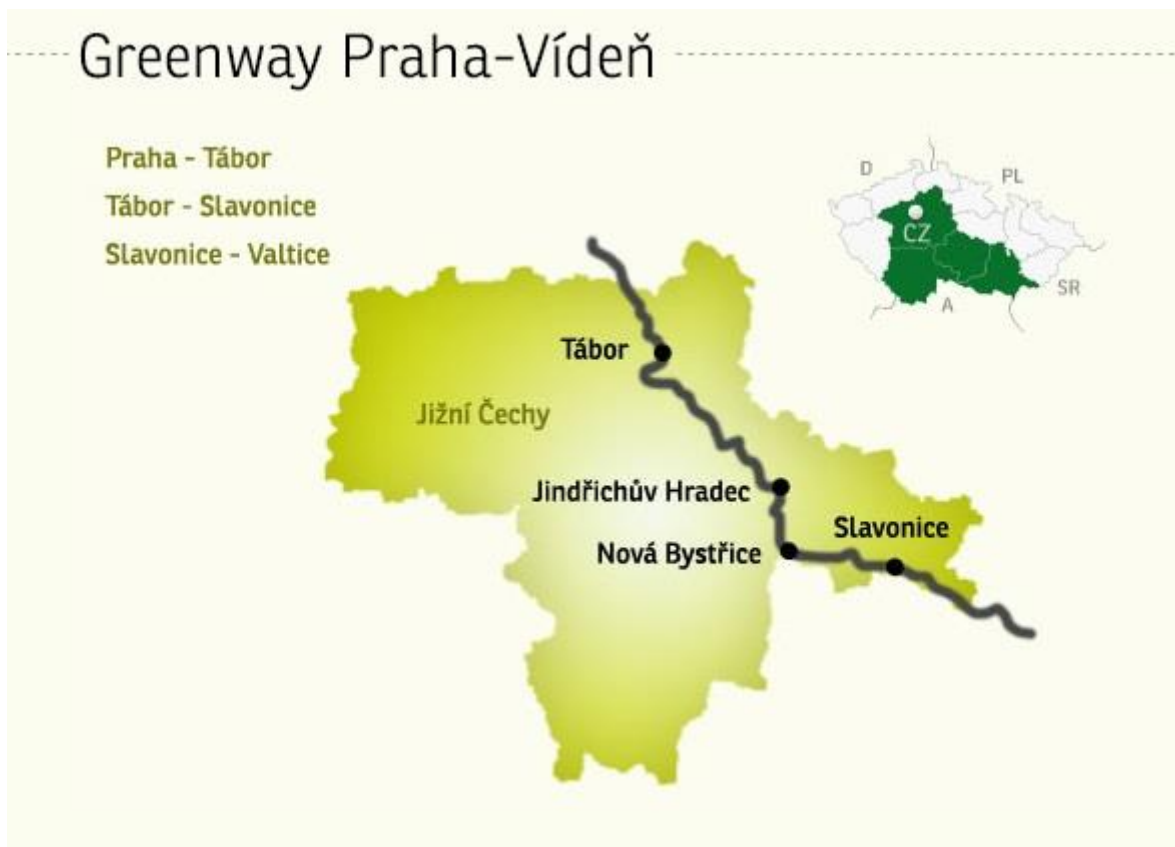 Greenway Praha-Vídeň
Praha - Tábor
Tábor - Slavonice
Slavonice - Valtice
D
PL
CZ
SR
A
Tábor
Jižní Čechy
Jindřichův Hradec
Slavonice
Nová Bystřice